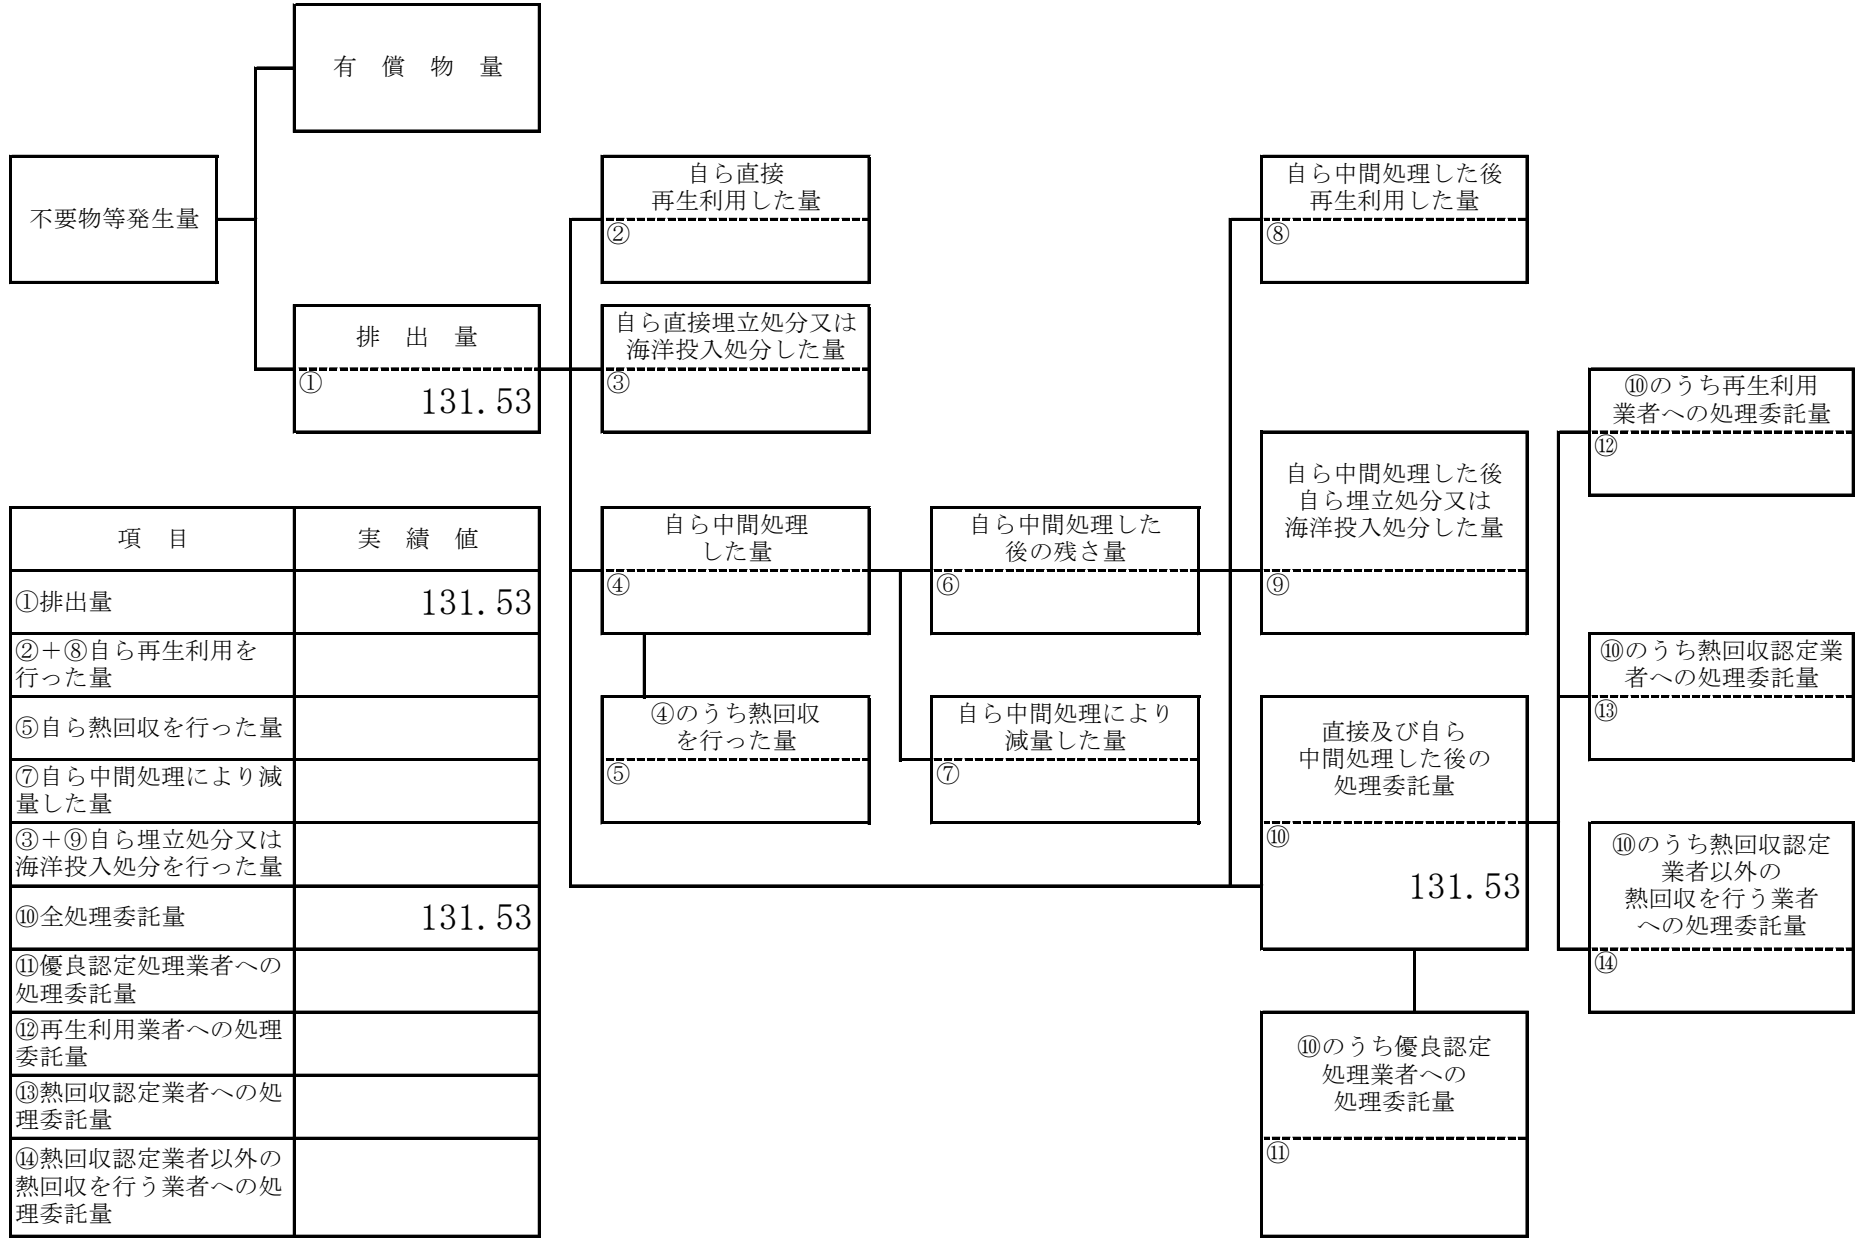 有　償　物　量
不要物等発生量
排　出　量
①
131.53
自ら直接
再生利用した量
②
自ら直接埋立処分又は
海洋投入処分した量
③
自ら中間処理
した量
④
④のうち熱回収
を行った量
⑤
自ら中間処理した
後の残さ量
⑥
自ら中間処理により
減量した量
⑦
自ら中間処理した後
再生利用した量
⑧
自ら中間処理した後
自ら埋立処分又は
海洋投入処分した量
⑨
直接及び自ら
中間処理した後の
処理委託量
⑩
131.53
⑩のうち優良認定
処理業者への
処理委託量
⑪
⑩のうち再生利用
業者への処理委託量
⑫
⑩のうち熱回収認定業
者への処理委託量
⑬
⑩のうち熱回収認定
業者以外の
熱回収を行う業者
への処理委託量
⑭
項　目
実　績　値
①排出量
131.53
②＋⑧自ら再生利用を
行った量
⑤自ら熱回収を行った量
⑦自ら中間処理により減
量した量
③＋⑨自ら埋立処分又は
海洋投入処分を行った量
⑩全処理委託量
131.53
⑪優良認定処理業者への
処理委託量
⑫再生利用業者への処理
委託量
⑬熱回収認定業者への処
理委託量
⑭熱回収認定業者以外の
熱回収を行う業者への処
理委託量